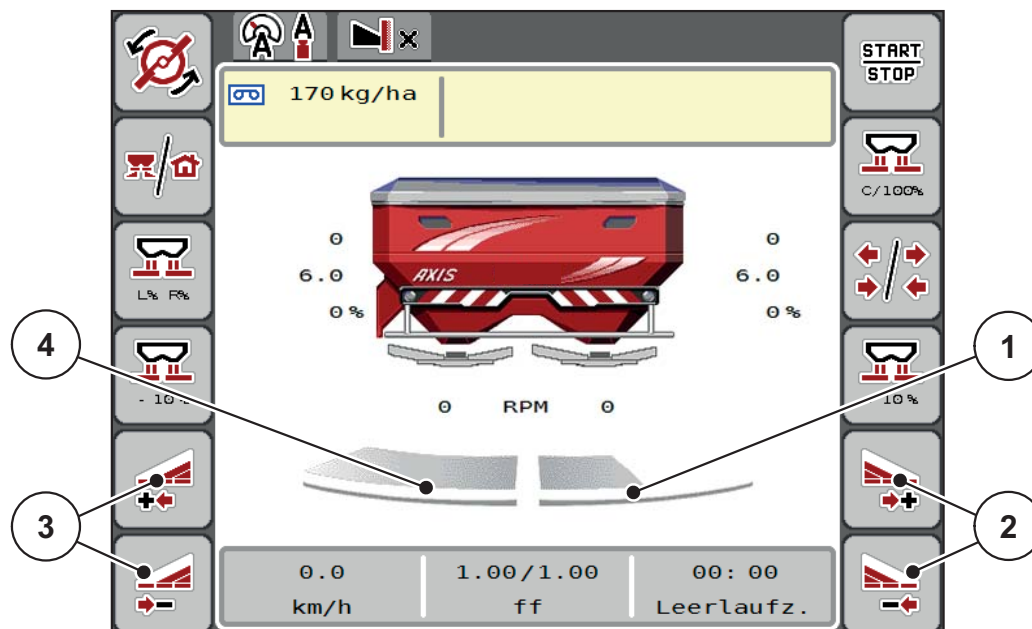 A A x
START
STOP
170 kg/ha
C/100%
0 0
6.0 6.0
AXIS
0% 0%
L% R%
4 1
- 10 %
10 %
0 RPM 0
3 2
0.0 1.00/1.00 00: 00
km/h ff Leerlaufz.